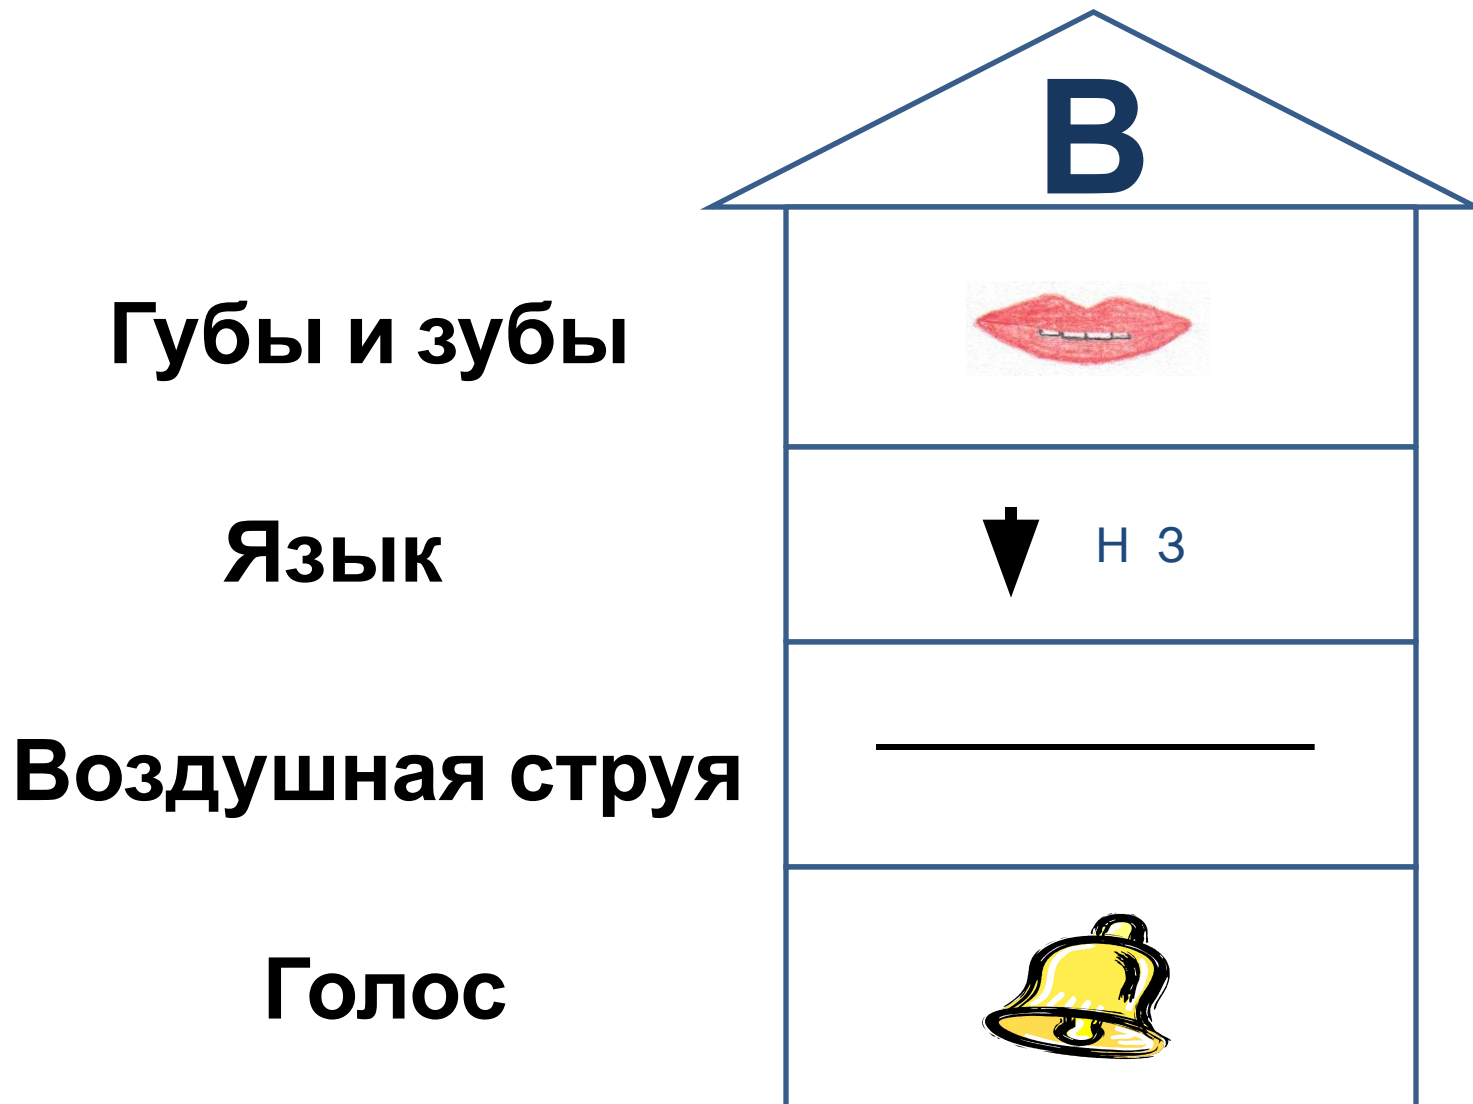 В
Губы и зубы
Язык
Н З
Воздушная струя
Голос